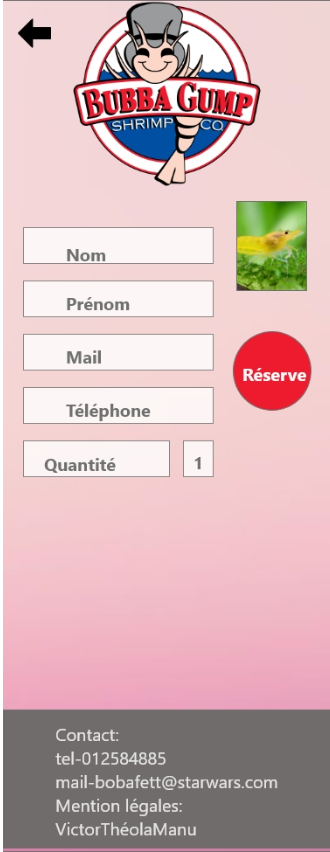 BUBBA GUMP
SHRIMP CO
Nom
Prénom
Mail
Réserve
Téléphone
Quantité 1
Contact:
tel-012584885
mail-bobafett@starwars.com
Mention légales:
VictorThéolaManu